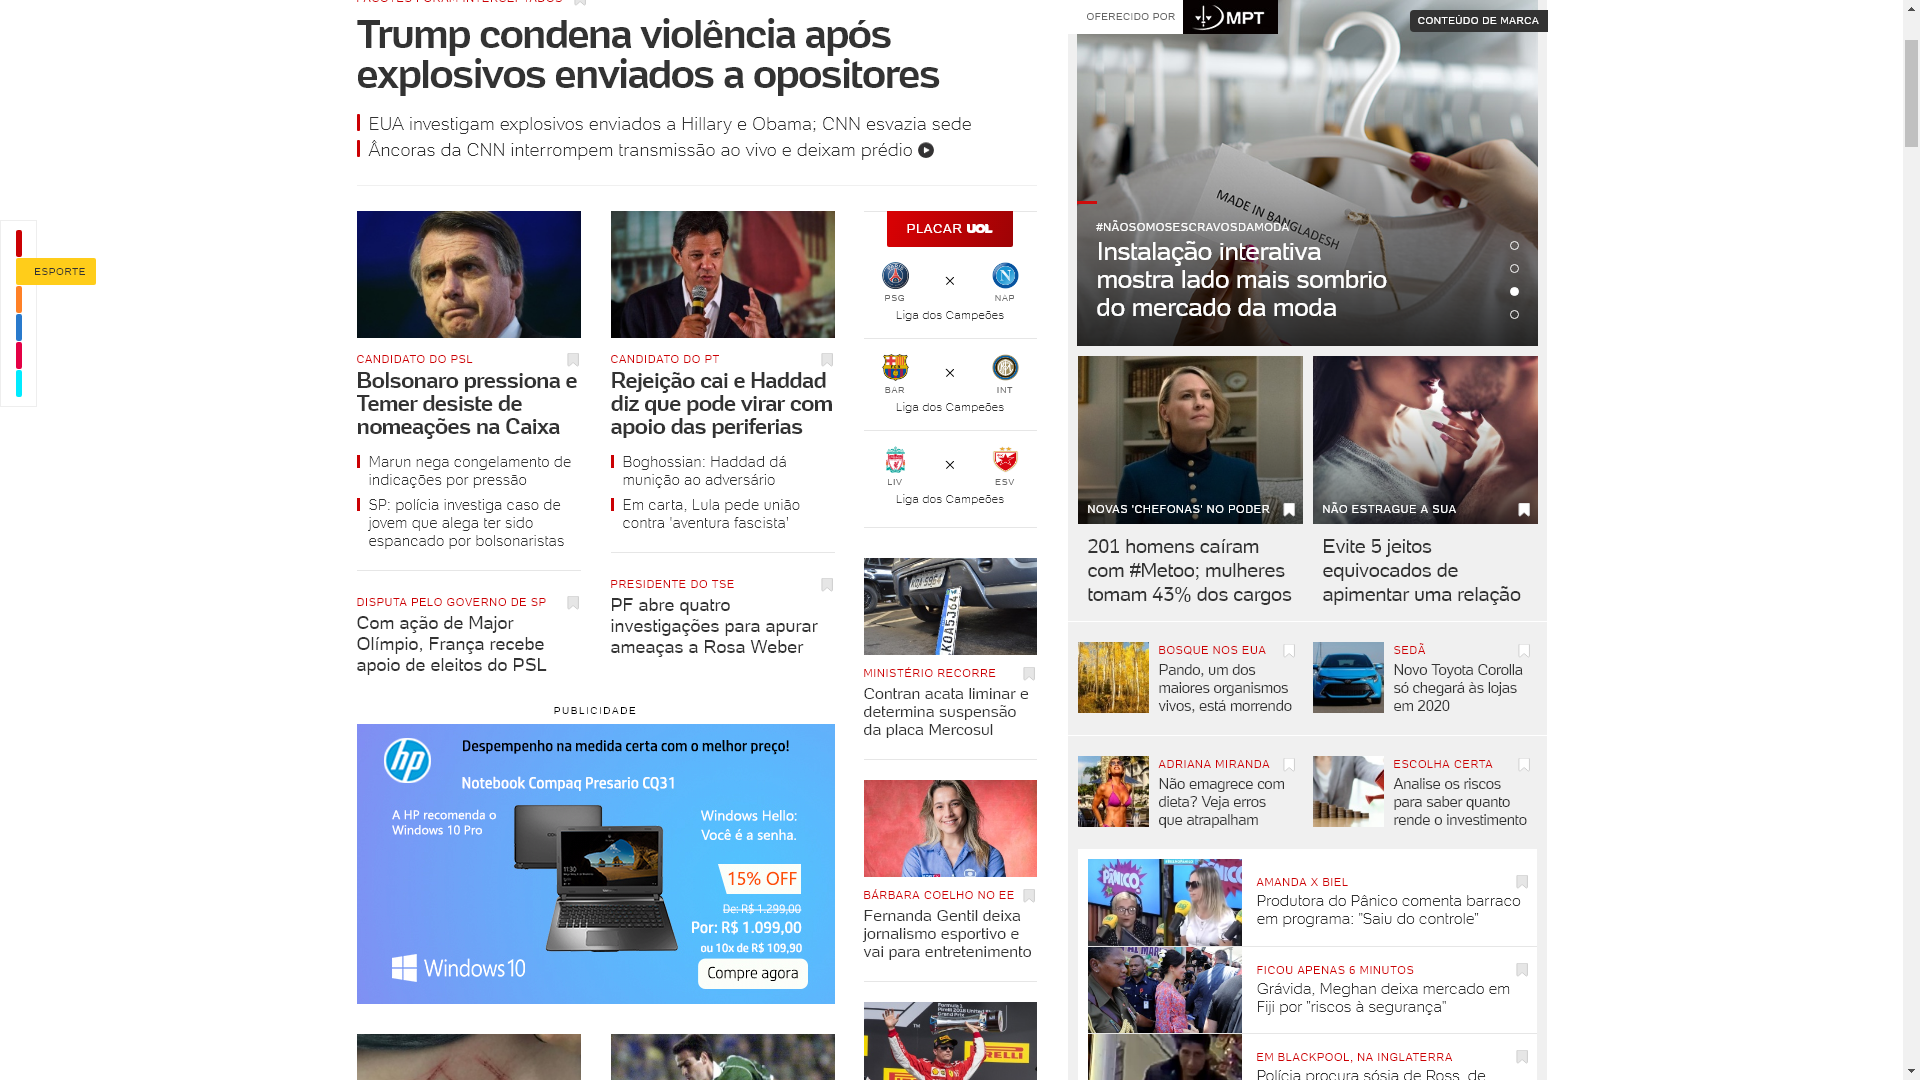 Trump condena violência após
explosivos enviados a opositores
EUA investigam explosivos enviados a Hillary e Obama; CNN esvazia sede
Âncoras da CNN interrompem transmissão ao vivo e deixam prédio
ESPORTE
CANDIDATO DO PSL
Bolsonaro pressiona e
Temer desiste de
nomeações na Caixa
Marun nega congelamento de
indicações por pressão
SP: polícia investiga caso de
jovem que alega ter sido
espancado por bolsonaristas
DISPUTA PELO GOVERNO DE SP
Com ação de Major
Olímpio, França recebe
apoio de eleitos do PSL
CANDIDATO DO PT
Rejeição cai e Haddad
diz que pode virar com
apoio das periferias
Boghossian: Haddad dá
munição ao adversário
Em carta, Lula pede união
contra 'aventura fascista'
PRESIDENTE DO TSE
PF abre quatro
investigações para apurar
ameaças a Rosa Weber
PUBLICIDADE
hp
Despempenho na medida certa com o melhor preço!
Notebook Compaq Presario CQ31
A HP recomenda o
Windows 10 Pro
Windows Hello:
Você é a senha.
11:30
15% OFF
De: R$ 1.299,00
Por: R$ 1.099,00
ou 10x de R$ 109,90
Compre agora
Windows 10
PLACAR UOL
PSG × NAP
Liga dos Campeões
BAR × INT
Liga dos Campeões
LIV × ESV
Liga dos Campeões
KOA 5964
KOA5J64
MINISTÉRIO RECORRE
Contran acata liminar e
determina suspensão
da placa Mercosul
BÁRBARA COELHO NO EE
Fernanda Gentil deixa
jornalismo esportivo e
vai para entretenimento
PIRELLI
OFERECIDO POR
MPT
CONTEÚDO DE MARCA
MADE IN BANGLADESH
#NÃOSOMOSESCRAVOSDAMODA
Instalação interativa
mostra lado mais sombrio
do mercado da moda
NOVAS 'CHEFONAS' NO PODER
201 homens caíram
com #Metoo; mulheres
tomam 43% dos cargos
NÃO ESTRAGUE A SUA
Evite 5 jeitos
equivocados de
apimentar uma relação
BOSQUE NOS EUA
Pando, um dos
maiores organismos
vivos, está morrendo
SEDÃ
Novo Toyota Corolla
só chegará às lojas
em 2020
ADRIANA MIRANDA
Não emagrece com
dieta? Veja erros
que atrapalham
ESCOLHA CERTA
Analise os riscos
para saber quanto
rende o investimento
PÂNICO
AMANDA X BIEL
Produtora do Pânico comenta barraco
em programa: "Saiu do controle"
FICOU APENAS 6 MINUTOS
Grávida, Meghan deixa mercado em
Fiji por "riscos à segurança"
EM BLACKPOOL, NA INGLATERRA
Polícia procura sósia de Ross, de